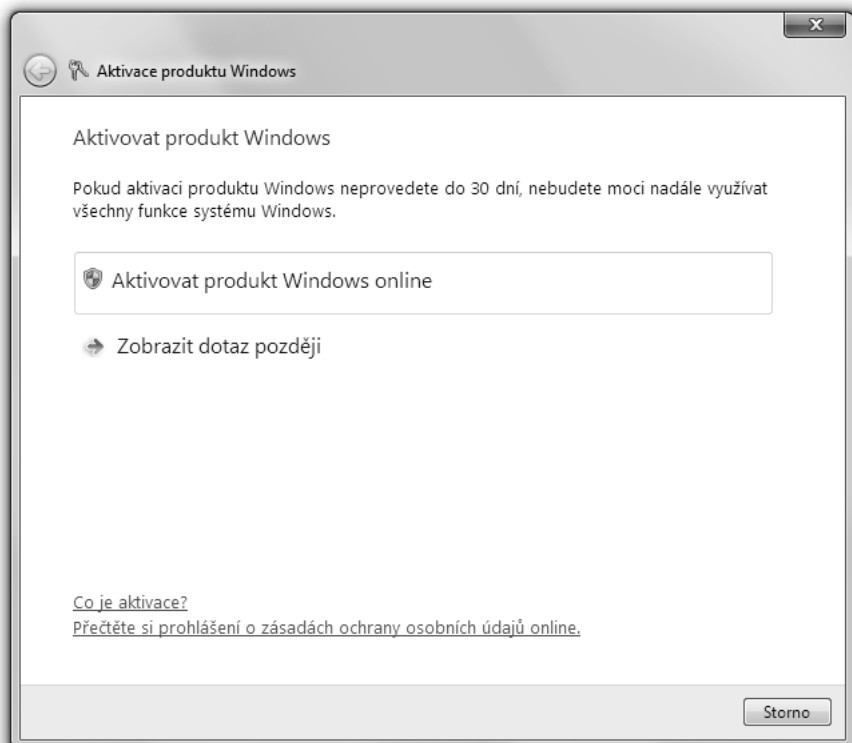 Aktivace produktu Windows
Aktivovat produkt Windows
Pokud aktivaci produktu Windows neprovedete do 30 dní, nebudete moci nadále využívat
všechny funkce systému Windows.
Aktivovat produkt Windows online
Zobrazit dotaz později
Co je aktivace?
Přečtěte si prohlášení o zásadách ochrany osobních údajů online.
Storno